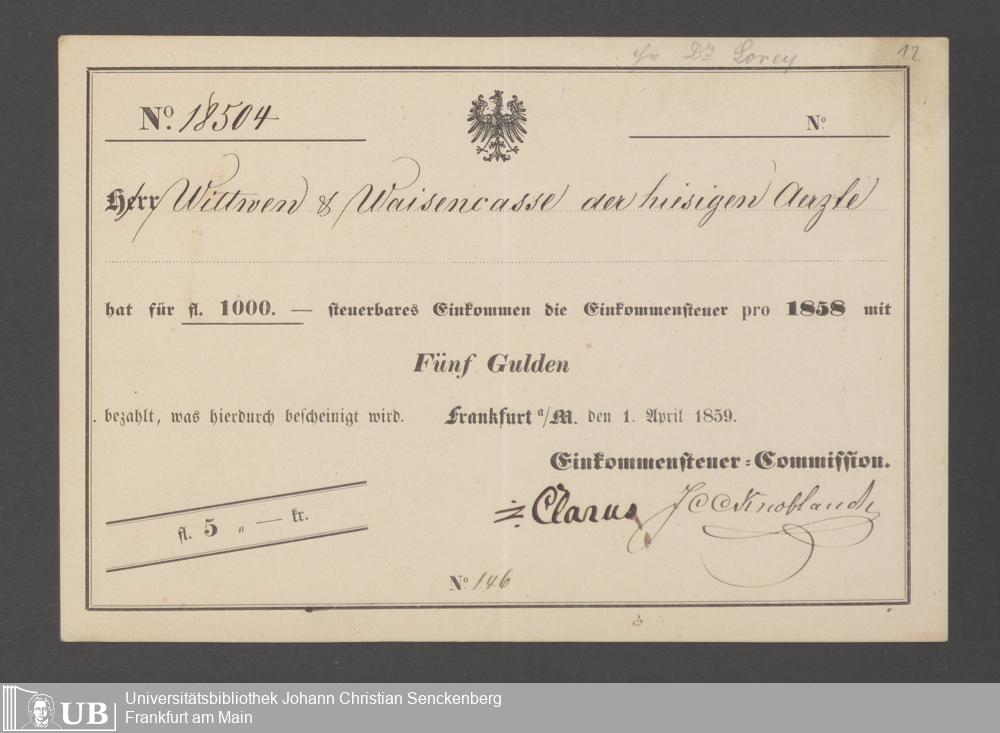 Dr. Lorey 12
No. 18504 No.
Herr Wittwen & Waisencasse der hiesigen Aerzte
hat für fl. 1000. — steuerbares Einkommen die Einkommensteuer pro 1858 mit
Fünf Gulden
bezahlt, was hierdurch bescheinigt wird. Frankfurt a/M. den 1. April 1859.
Einkommensteuer-Commission.
Clarus J C C Knoblauch
fl. 5 „ — kr.
No. 146
UB
Universitätsbibliothek Johann Christian Senckenberg
Frankfurt am Main